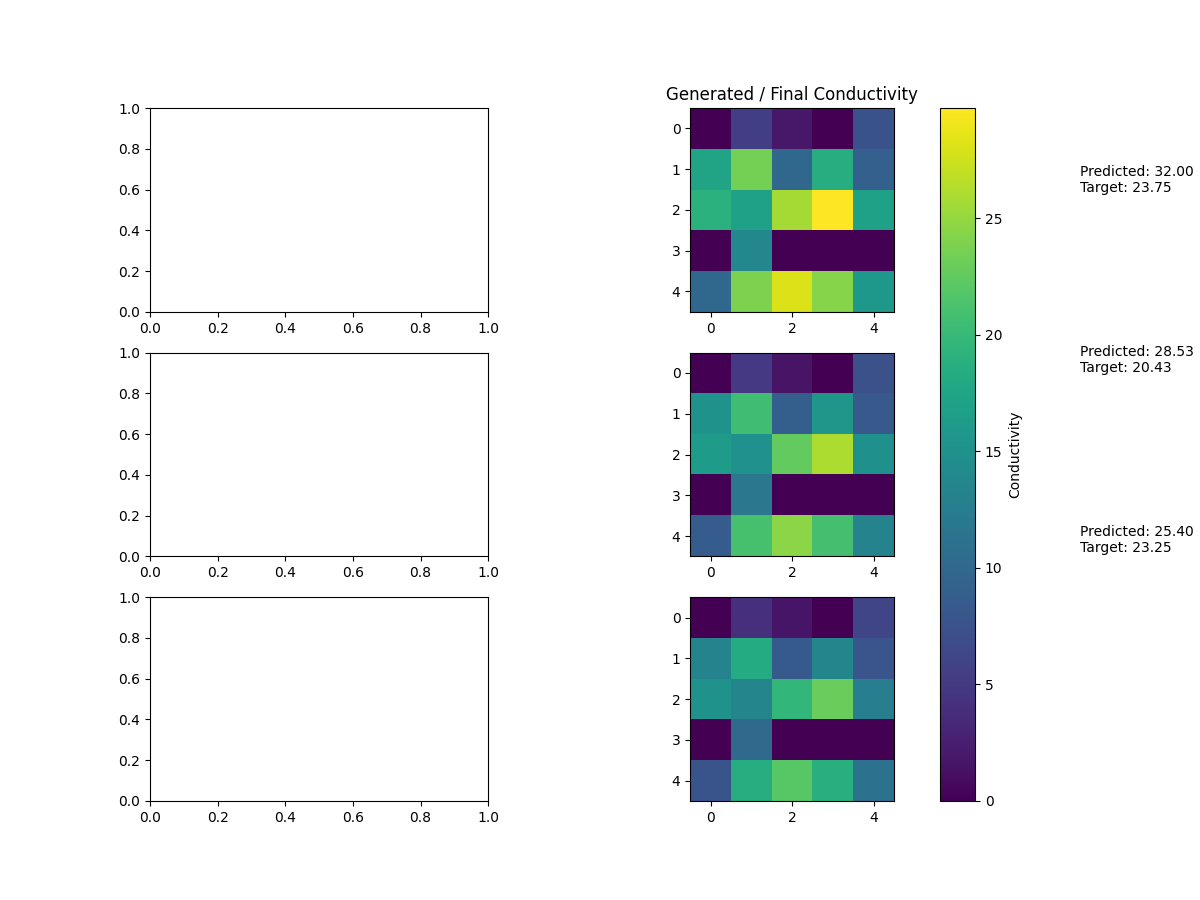 Generated / Final Conductivity
1.0
0.8
0.6
0.4
0.2
0.0
0.0 0.2 0.4 0.6 0.8 1.0
0
1
2
3
4
0 2 4
Predicted: 32.00
Target: 23.75
1.0
0.8
0.6
0.4
0.2
0.0
0.0 0.2 0.4 0.6 0.8 1.0
0
1
2
3
4
0 2 4
Predicted: 28.53
Target: 20.43
1.0
0.8
0.6
0.4
0.2
0.0
0.0 0.2 0.4 0.6 0.8 1.0
0
1
2
3
4
0 2 4
Predicted: 25.40
Target: 23.25
25
20
15
10
5
0
Conductivity